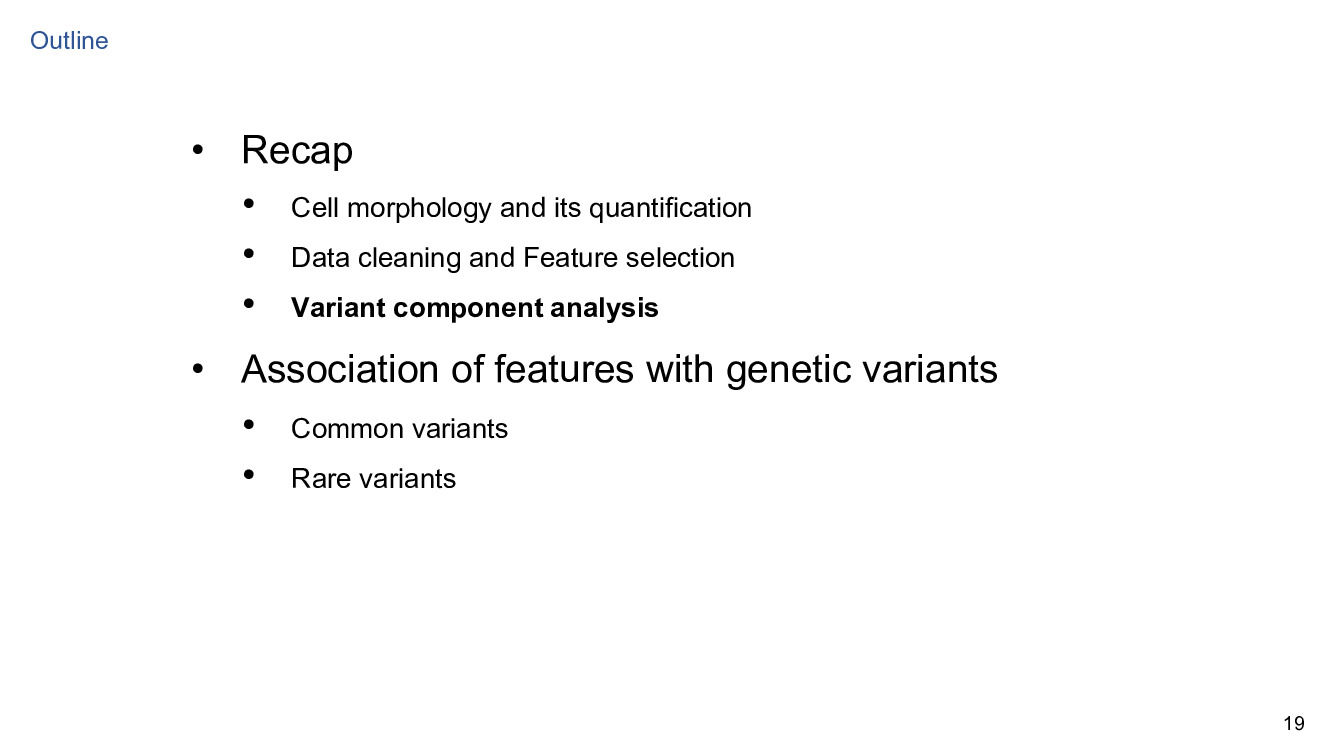 Outline
• Recap
• Cell morphology and its quantification
• Data cleaning and Feature selection
• Variant component analysis
• Association of features with genetic variants
• Common variants
• Rare variants
19